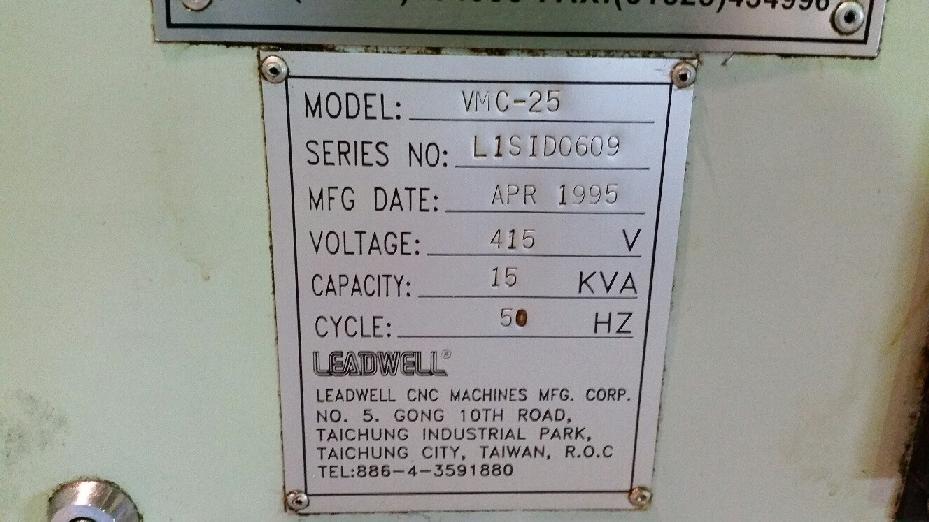 MODEL: VMC-25
SERIES NO: L1SID0609
MFG DATE: APR 1995
VOLTAGE: 415 V
CAPACITY: 15 KVA
CYCLE: 50 HZ
LEADWELL®
LEADWELL CNC MACHINES MFG. CORP.
NO. 5. GONG 10TH ROAD,
TAICHUNG INDUSTRIAL PARK,
TAICHUNG CITY, TAIWAN, R.O.C
TEL:886-4-3591880